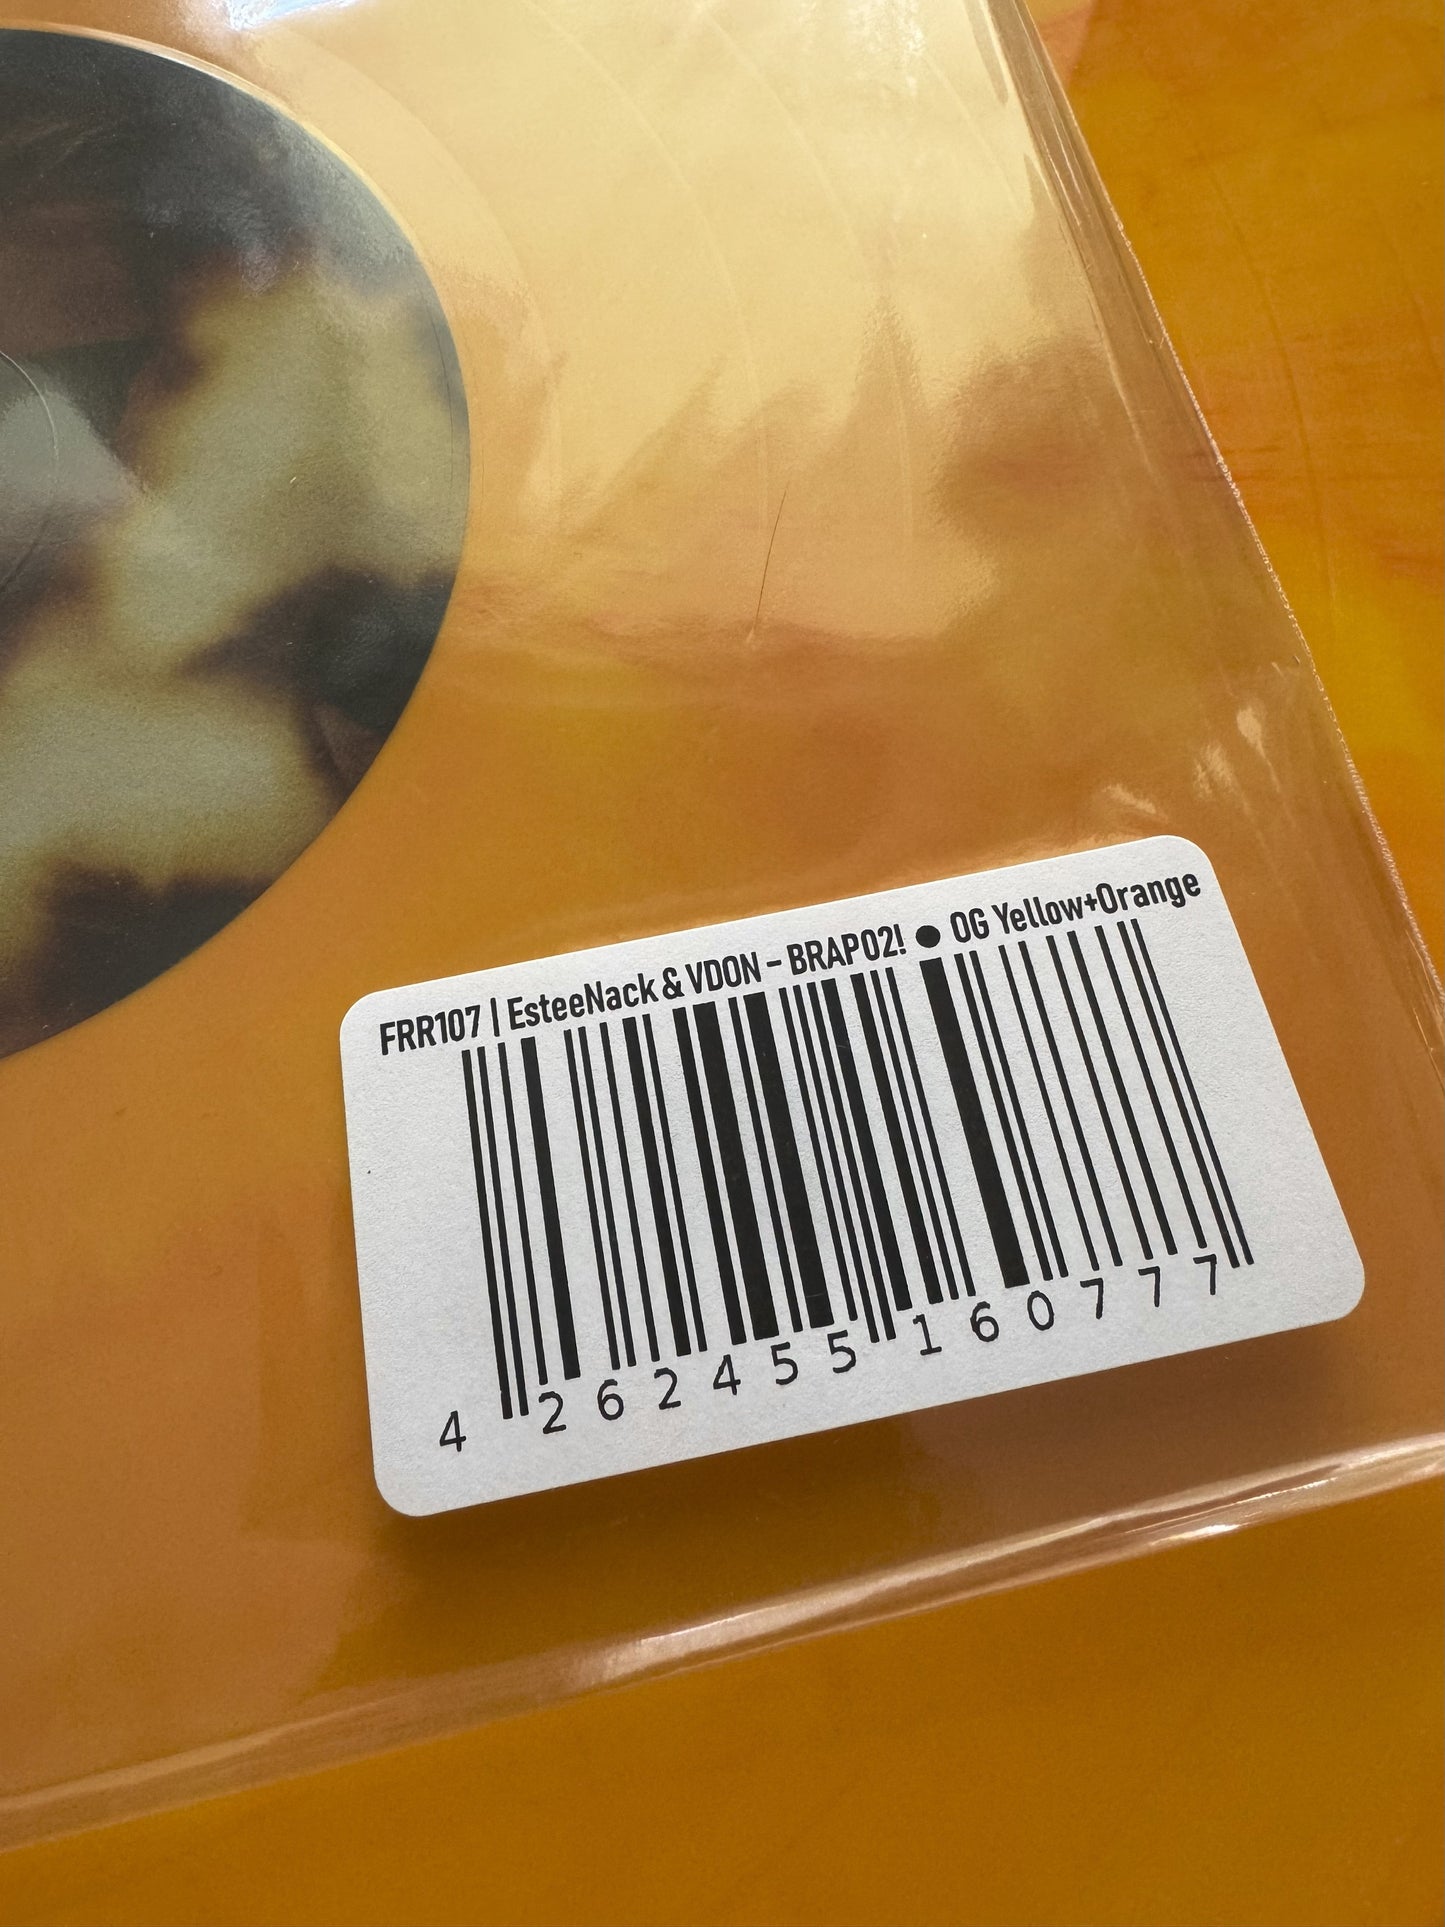 FRR107 | EsteeNack & VDON – BRAP02! ● OG Yellow+Orange
4 262455 160777